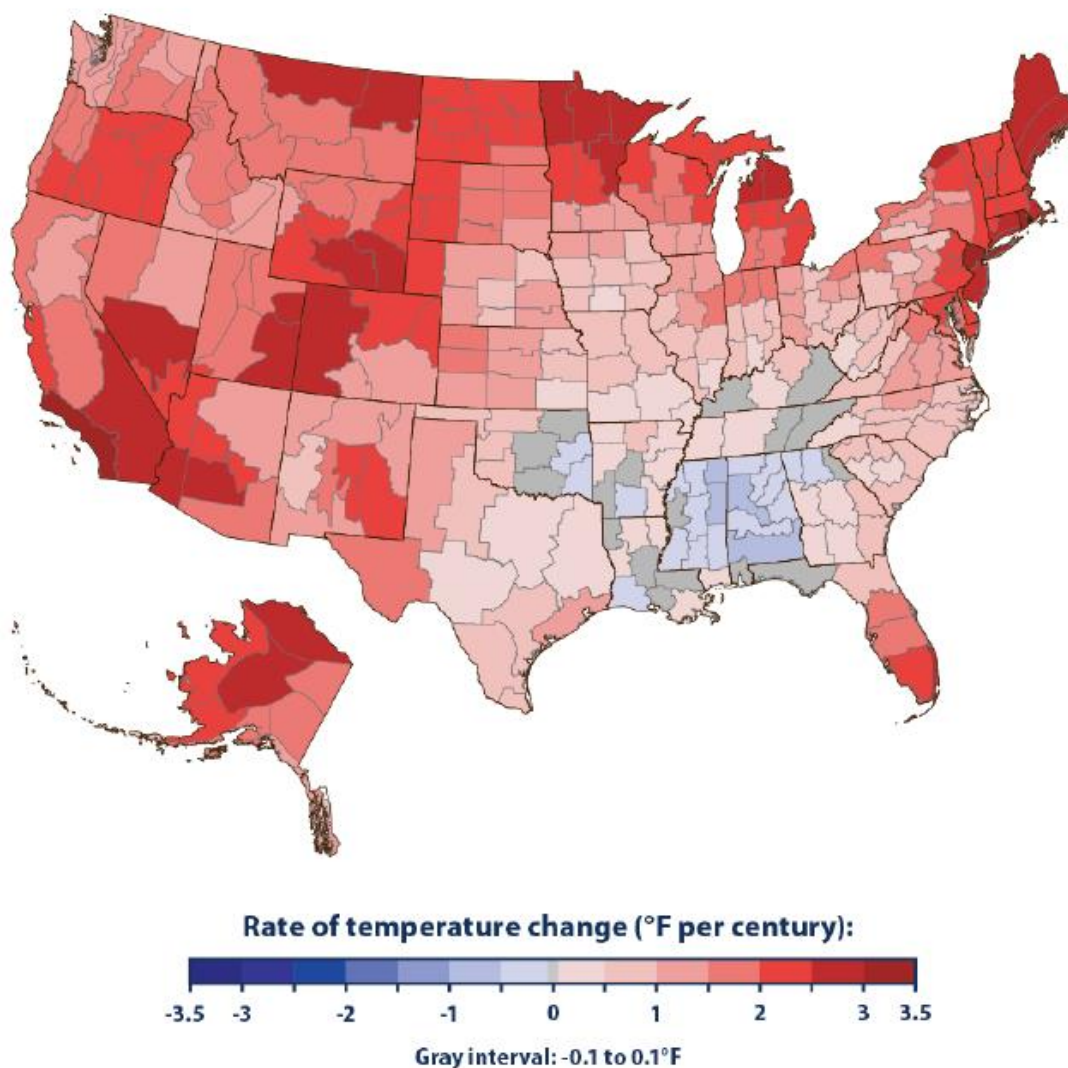 Rate of temperature change (°F per century):
-3.5 -3 -2 -1 0 1 2 3 3.5
Gray interval: -0.1 to 0.1°F